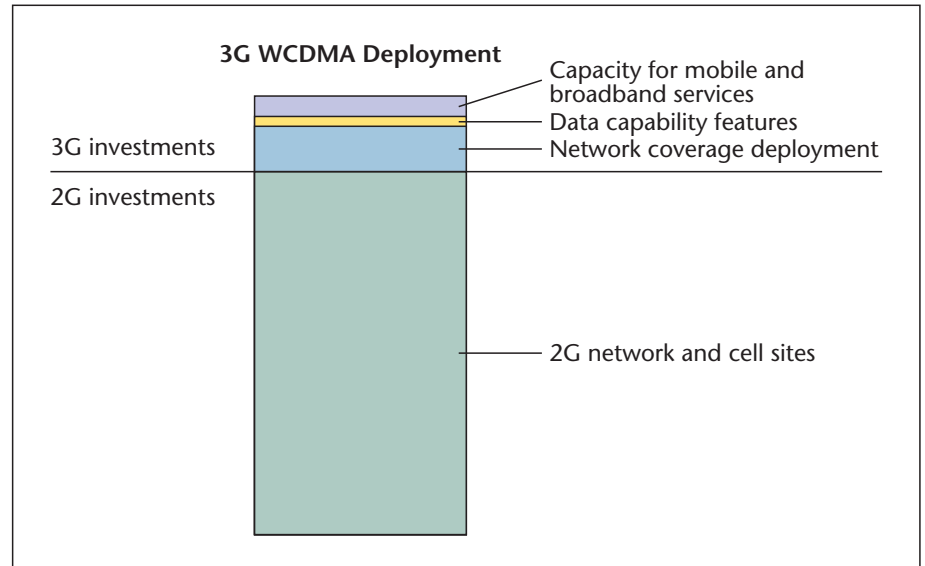 3G WCDMA Deployment
Capacity for mobile and
broadband services
Data capability features
3G investments
Network coverage deployment
2G investments
2G network and cell sites